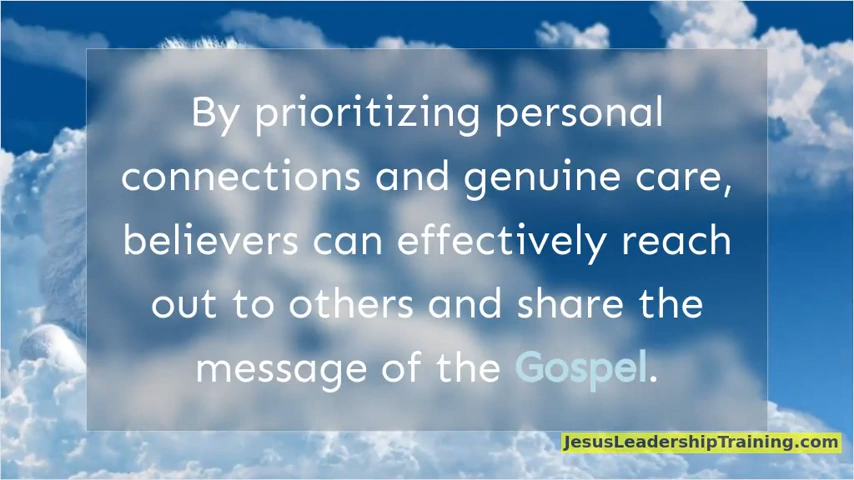 By prioritizing personal
connections and genuine care,
believers can effectively reach
out to others and share the
message of the Gospel.
JesusLeadershipTraining.com